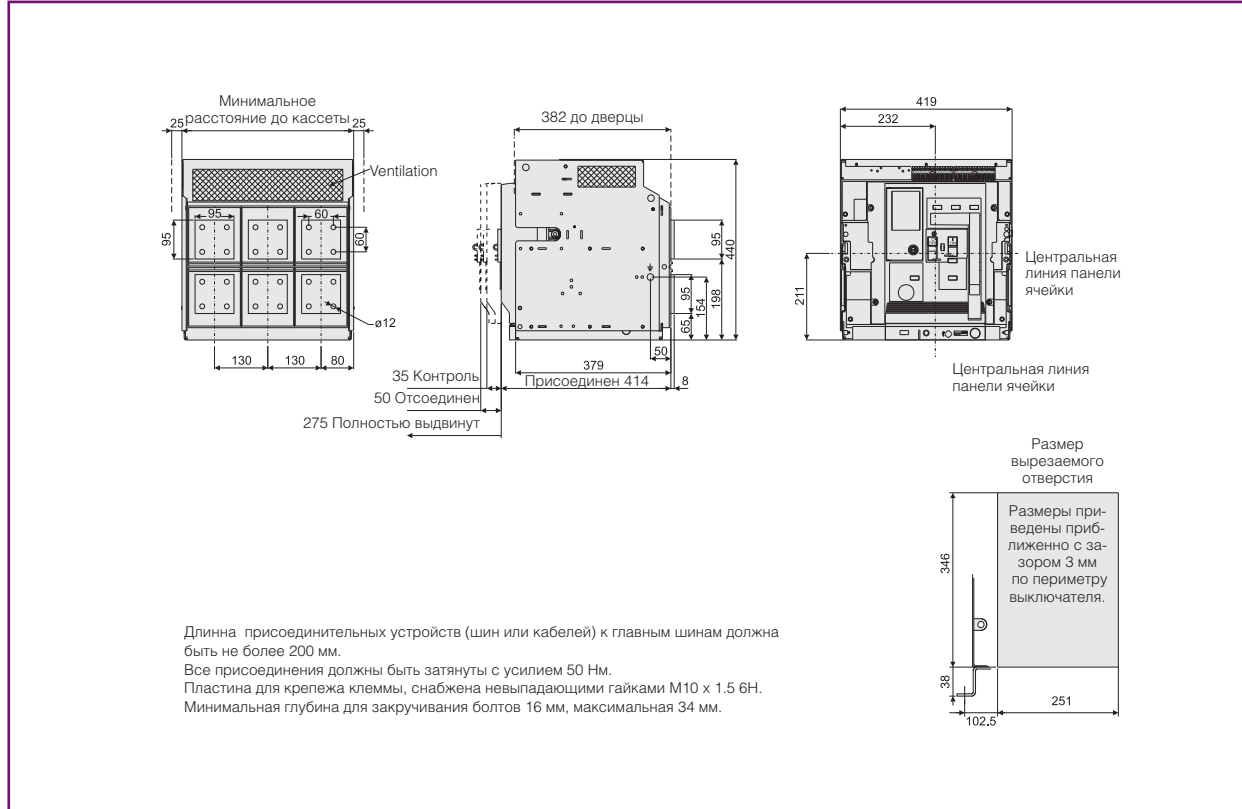 Минимальное
расстояние до кассеты
25
25
Ventilation
95
60
95
60
ø12
130
130
80
382 до дверцы
95
440
198
154
95
65
50
379
Присоединен 414
8
35 Контроль
50 Отсоединен
275 Полностью выдвинут
419
232
211
Центральная
линия панели
ячейки
Центральная линия
панели ячейки
Размер
вырезаемого
отверстия
Размеры при-
ведены приб-
лиженно с за-
зором 3 мм
по периметру
выключателя.
346
38
102.5
251
Длинна присоединительных устройств (шин или кабелей) к главным шинам должна
быть не более 200 мм.
Все присоединения должны быть затянуты с усилием 50 Нм.
Пластина для крепежа клеммы, снабжена невыпадающими гайками М10 x 1.5 6Н.
Минимальная глубина для закручивания болтов 16 мм, максимальная 34 мм.